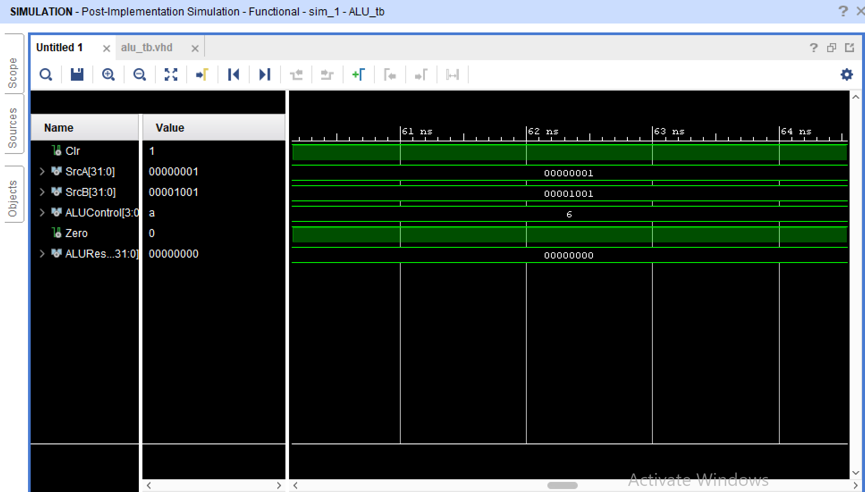 SIMULATION - Post-Implementation Simulation - Functional - sim_1 - ALU_tb
Untitled 1
alu_tb.vhd
Scope
Sources
Objects
Name Value
61 ns 62 ns 63 ns 64 ns
Clr 1
SrcA[31:0] 00000001 00000001
SrcB[31:0] 00001001 00001001
ALUControl[3:0 a 6
Zero 0
ALURes...31:0] 00000000 00000000
Activate Windows